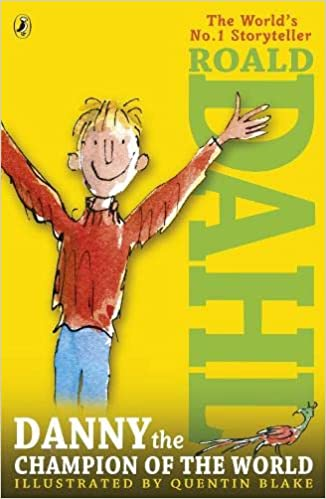 The World's
No.1 Storyteller
ROALD
DAHL
DANNY the
CHAMPION OF THE WORLD
ILLUSTRATED BY QUENTIN BLAKE